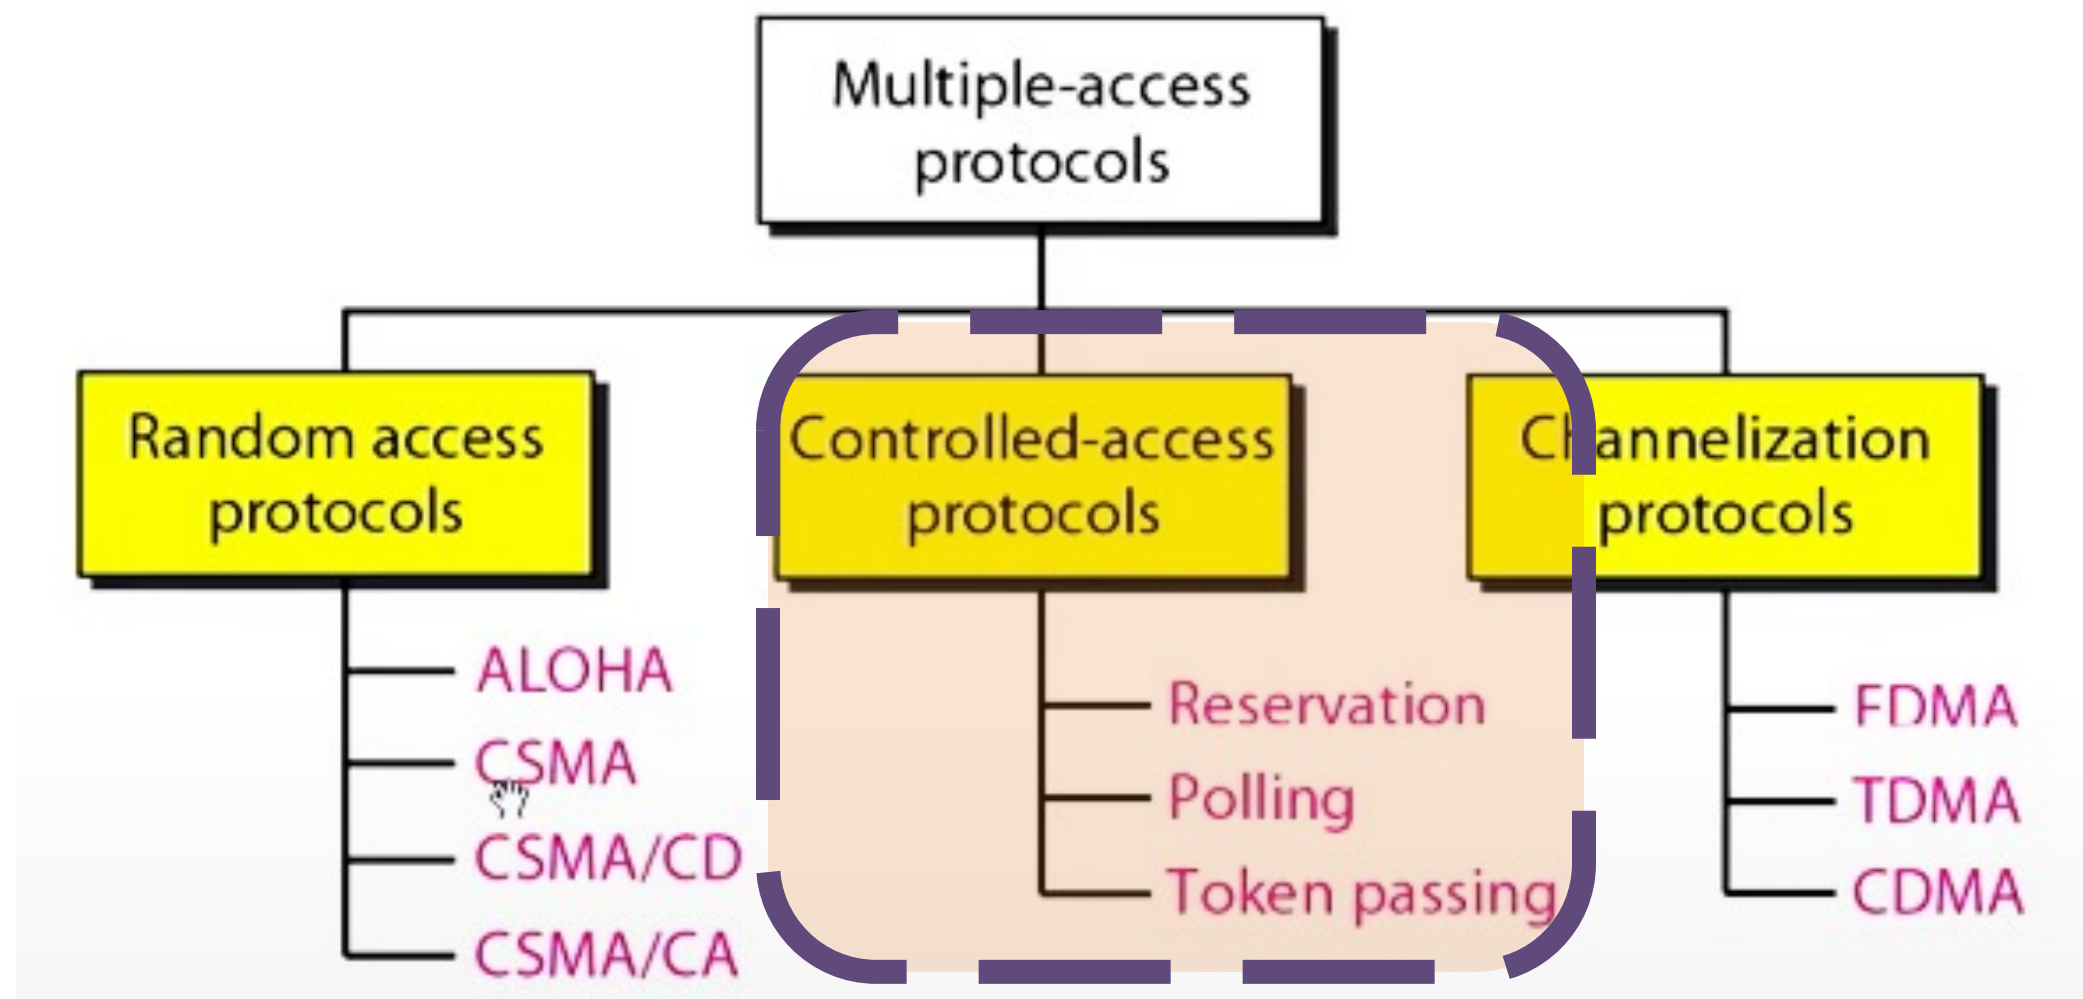 Multiple-access
protocols
Random access
protocols
Controlled-access
protocols
Channelization
protocols
ALOHA
CSMA
CSMA/CD
CSMA/CA
Reservation
Polling
Token passing
FDMA
TDMA
CDMA